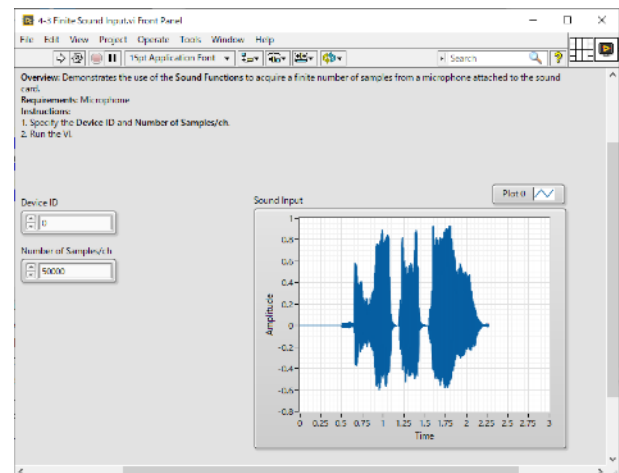 4-3 Finite Sound Input.vi Front Panel
File Edit View Project Operate Tools Window Help
15pt Application Font
Search
Overview: Demonstrates the use of the Sound Functions to acquire a finite number of samples from a microphone attached to the sound
card.
Requirements: Microphone
Instructions:
1. Specify the Device ID and Number of Samples/ch.
2. Run the VI.
Plot 0
Device ID
Sound Input
0
Number of Samples/ch
50000
1
0.8
0.6
0.4
0.2
0
-0.2
-0.4
-0.6
-0.8
Amplitude
0 0.25 0.5 0.75 1 1.25 1.5 1.75 2 2.25 2.5 2.75 3
Time